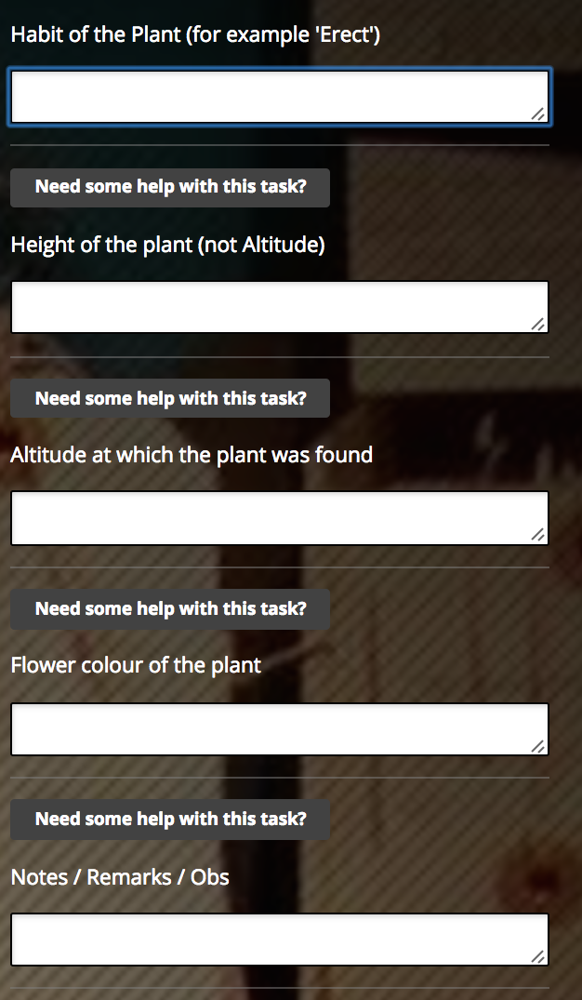 Habit of the Plant (for example 'Erect')
Need some help with this task?
Height of the plant (not Altitude)
Need some help with this task?
Altitude at which the plant was found
Need some help with this task?
Flower colour of the plant
Need some help with this task?
Notes / Remarks / Obs